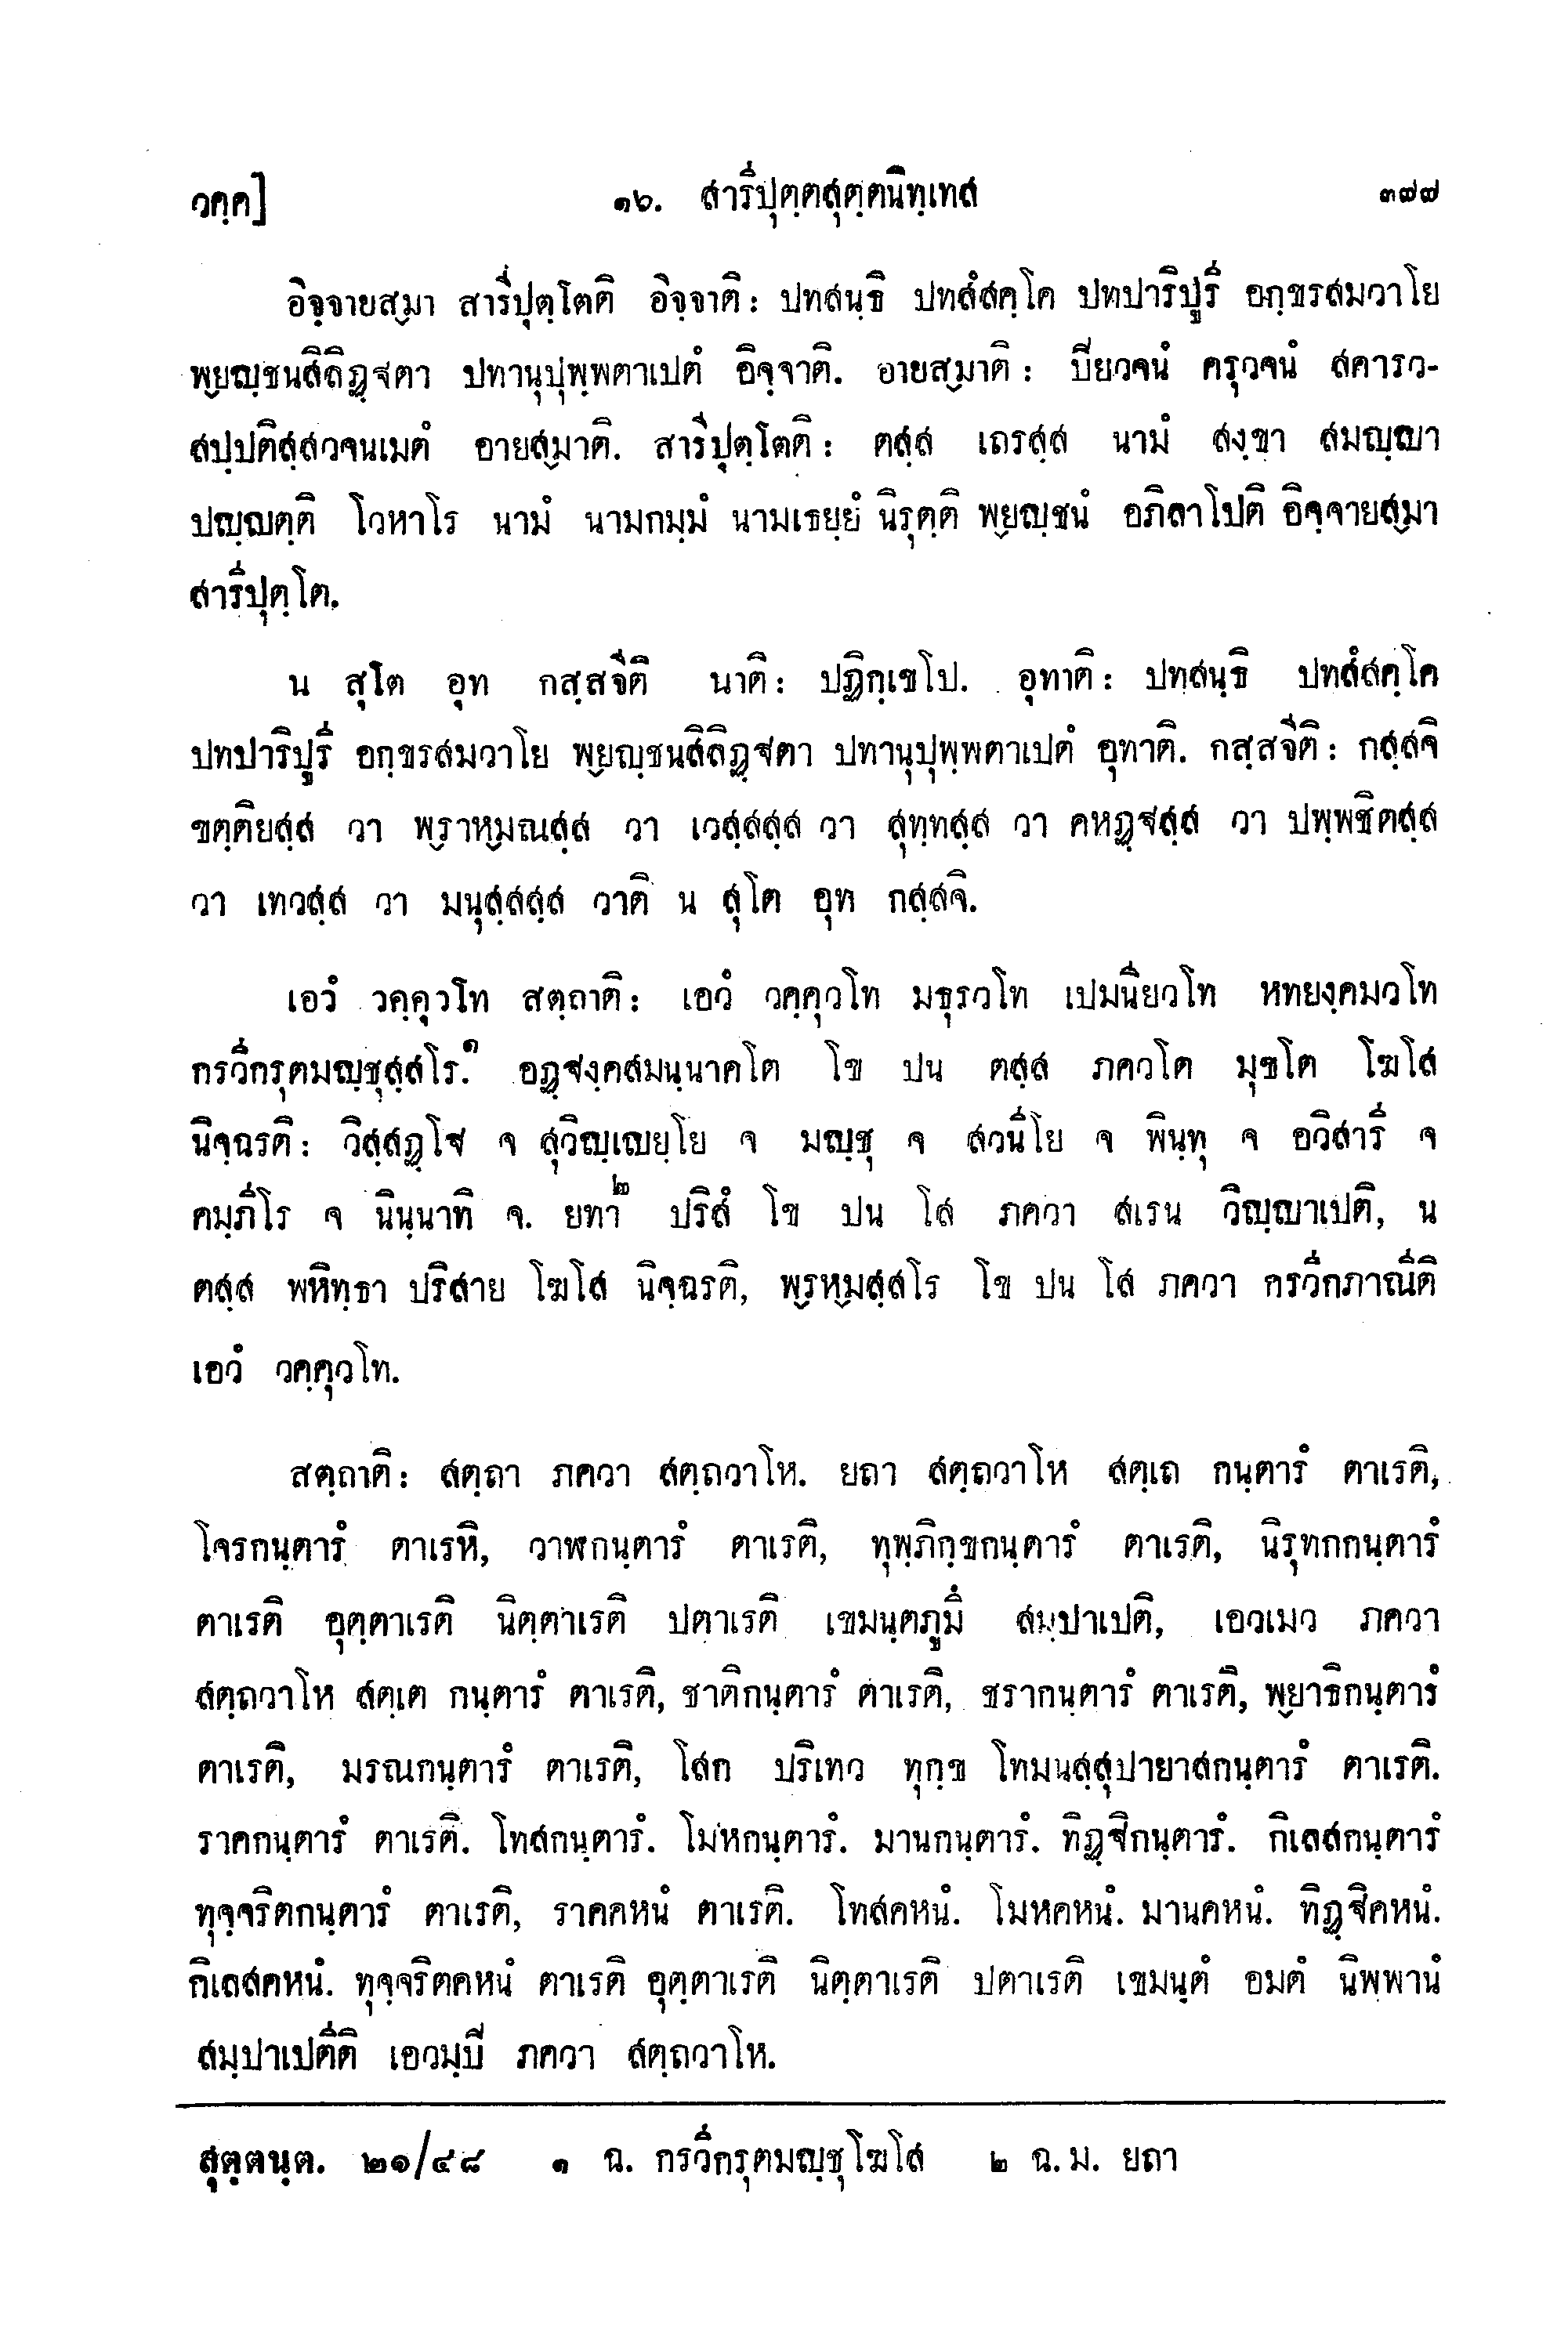 วคฺค]
๑๖. สารีปุตฺตสุตฺตนิทฺเทส
๓๗๗
อิจฺจายสฺมา สารีปุตฺโตติ อิจฺจาติ: ปทสนฺธิ ปทสํสคฺโค ปทปาริปูรี อกฺขรสมวาโย
พฺยญฺชนสิลิฏฺฐตา ปทานุปุพฺพตาเปตํ อิจฺจาติ. อายสฺมาติ: ปิยวจนํ ครุวจนํ สคารว-
สปฺปติสฺสวจนเมตํ อายสฺมาติ. สารีปุตฺโตติ: ตสฺส เถรสฺส นามํ สงฺขา สมญฺญา
ปญฺญตฺติ โวหาโร นามํ นามกมฺมํ นามเธยฺยํ นิรุตฺติ พฺยญฺชนํ อภิลาโปติ อิจฺจายสฺมา
สารีปุตฺโต.
น สุโต อุท กสฺสจีติ นาติ: ปฏิกฺเขโป. อุทาติ: ปทสนฺธิ ปทสํสคฺโค
ปทปาริปูรี อกฺขรสมวาโย พฺยญฺชนสิลิฏฺฐตา ปทานุปุพฺพตาเปตํ อุทาติ. กสฺสจีติ: กสฺสจิ
ขตฺติยสฺส วา พฺราหฺมณสฺส วา เวสฺสสฺส วา สุทฺทสฺส วา คหฏฺฐสฺส วา ปพฺพชิตสฺส
วา เทวสฺส วา มนุสฺสสฺส วาติ น สุโต อุท กสฺสจิ.
เอวํ วคฺคุวโท สตฺถาติ: เอวํ วคฺคุวโท มธุรวโท เปมนียวโท หทยงฺคมวโท
กรวีกรุตมญฺชุสฺสโร.๑ อฏฺฐงฺคสมนฺนาคโต โข ปน ตสฺส ภควโต มุขโต โฆโส
นิจฺฉรติ: วิสฺสฏฺโฐ จ สุวิญฺเญยฺโย จ มญฺชุ จ สวนีโย จ พินฺทุ จ อวิสารี จ
คมฺภีโร จ นินฺนาทิ จ. ยทา๒ ปริสํ โข ปน โส ภควา สเรน วิญฺญาเปติ, น
ตสฺส พหิทฺธา ปริสาย โฆโส นิจฺฉรติ, พฺรหฺมสฺสโร โข ปน โส ภควา กรวีกภาณีติ
เอวํ วคฺคุวโท.
สตฺถาติ: สตฺถา ภควา สตฺถวาโห. ยถา สตฺถวาโห สตฺเถ กนฺตารํ ตาเรติ,
โจรกนฺตารํ ตาเรหิ, วาฬกนฺตารํ ตาเรติ, ทุพฺภิกฺขกนฺตารํ ตาเรติ, นิรุทกกนฺตารํ
ตาเรติ อุตฺตาเรติ นิตฺตาเรติ ปตาเรติ เขมนฺตภูมึ สมฺปาเปติ, เอวเมว ภควา
สตฺถวาโห สตฺเต กนฺตารํ ตาเรติ, ชาติกนฺตารํ ตาเรติ, ชรากนฺตารํ ตาเรติ, พฺยาธิกนฺตารํ
ตาเรติ, มรณกนฺตารํ ตาเรติ, โสก ปริเทว ทุกฺข โทมนสฺสุปายาสกนฺตารํ ตาเรติ.
ราคกนฺตารํ ตาเรติ. โทสกนฺตารํ. โมหกนฺตารํ. มานกนฺตารํ. ทิฏฺฐิกนฺตารํ. กิเลสกนฺตารํ
ทุจฺจริตกนฺตารํ ตาเรติ, ราคคหนํ ตาเรติ. โทสคหนํ. โมหคหนํ. มานคหนํ. ทิฏฺฐิคหนํ.
กิเลสคหนํ. ทุจฺจริตคหนํ ตาเรติ อุตฺตาเรติ นิตฺตาเรติ ปตาเรติ เขมนฺตํ อมตํ นิพฺพานํ
สมฺปาเปตีติ เอวมฺปิ ภควา สตฺถวาโห.
สุตฺตนฺต. ๒๑/๔๘ ๑ ฉ. กรวีกรุตมญฺชุโฆโส ๒ ฉ. ม. ยถา